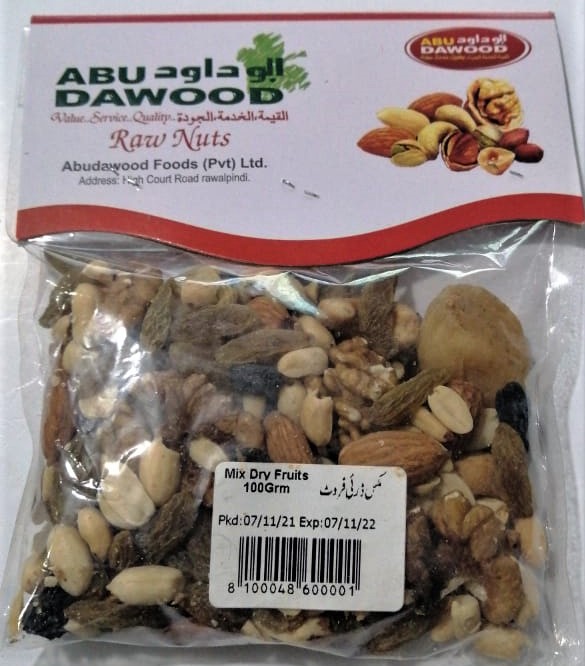 ABU ابو داود
DAWOOD
Value..Service..Quality.. القيمة،الخدمة،الجودة
Raw Nuts
Abudawood Foods (Pvt) Ltd.
Address: High Court Road rawalpindi.
ABU ابو داود
DAWOOD
Mix Dry Fruits مکس ڈرائی فروٹ
100Grm
Pkd:07/11/21 Exp:07/11/22
8 100048 600001